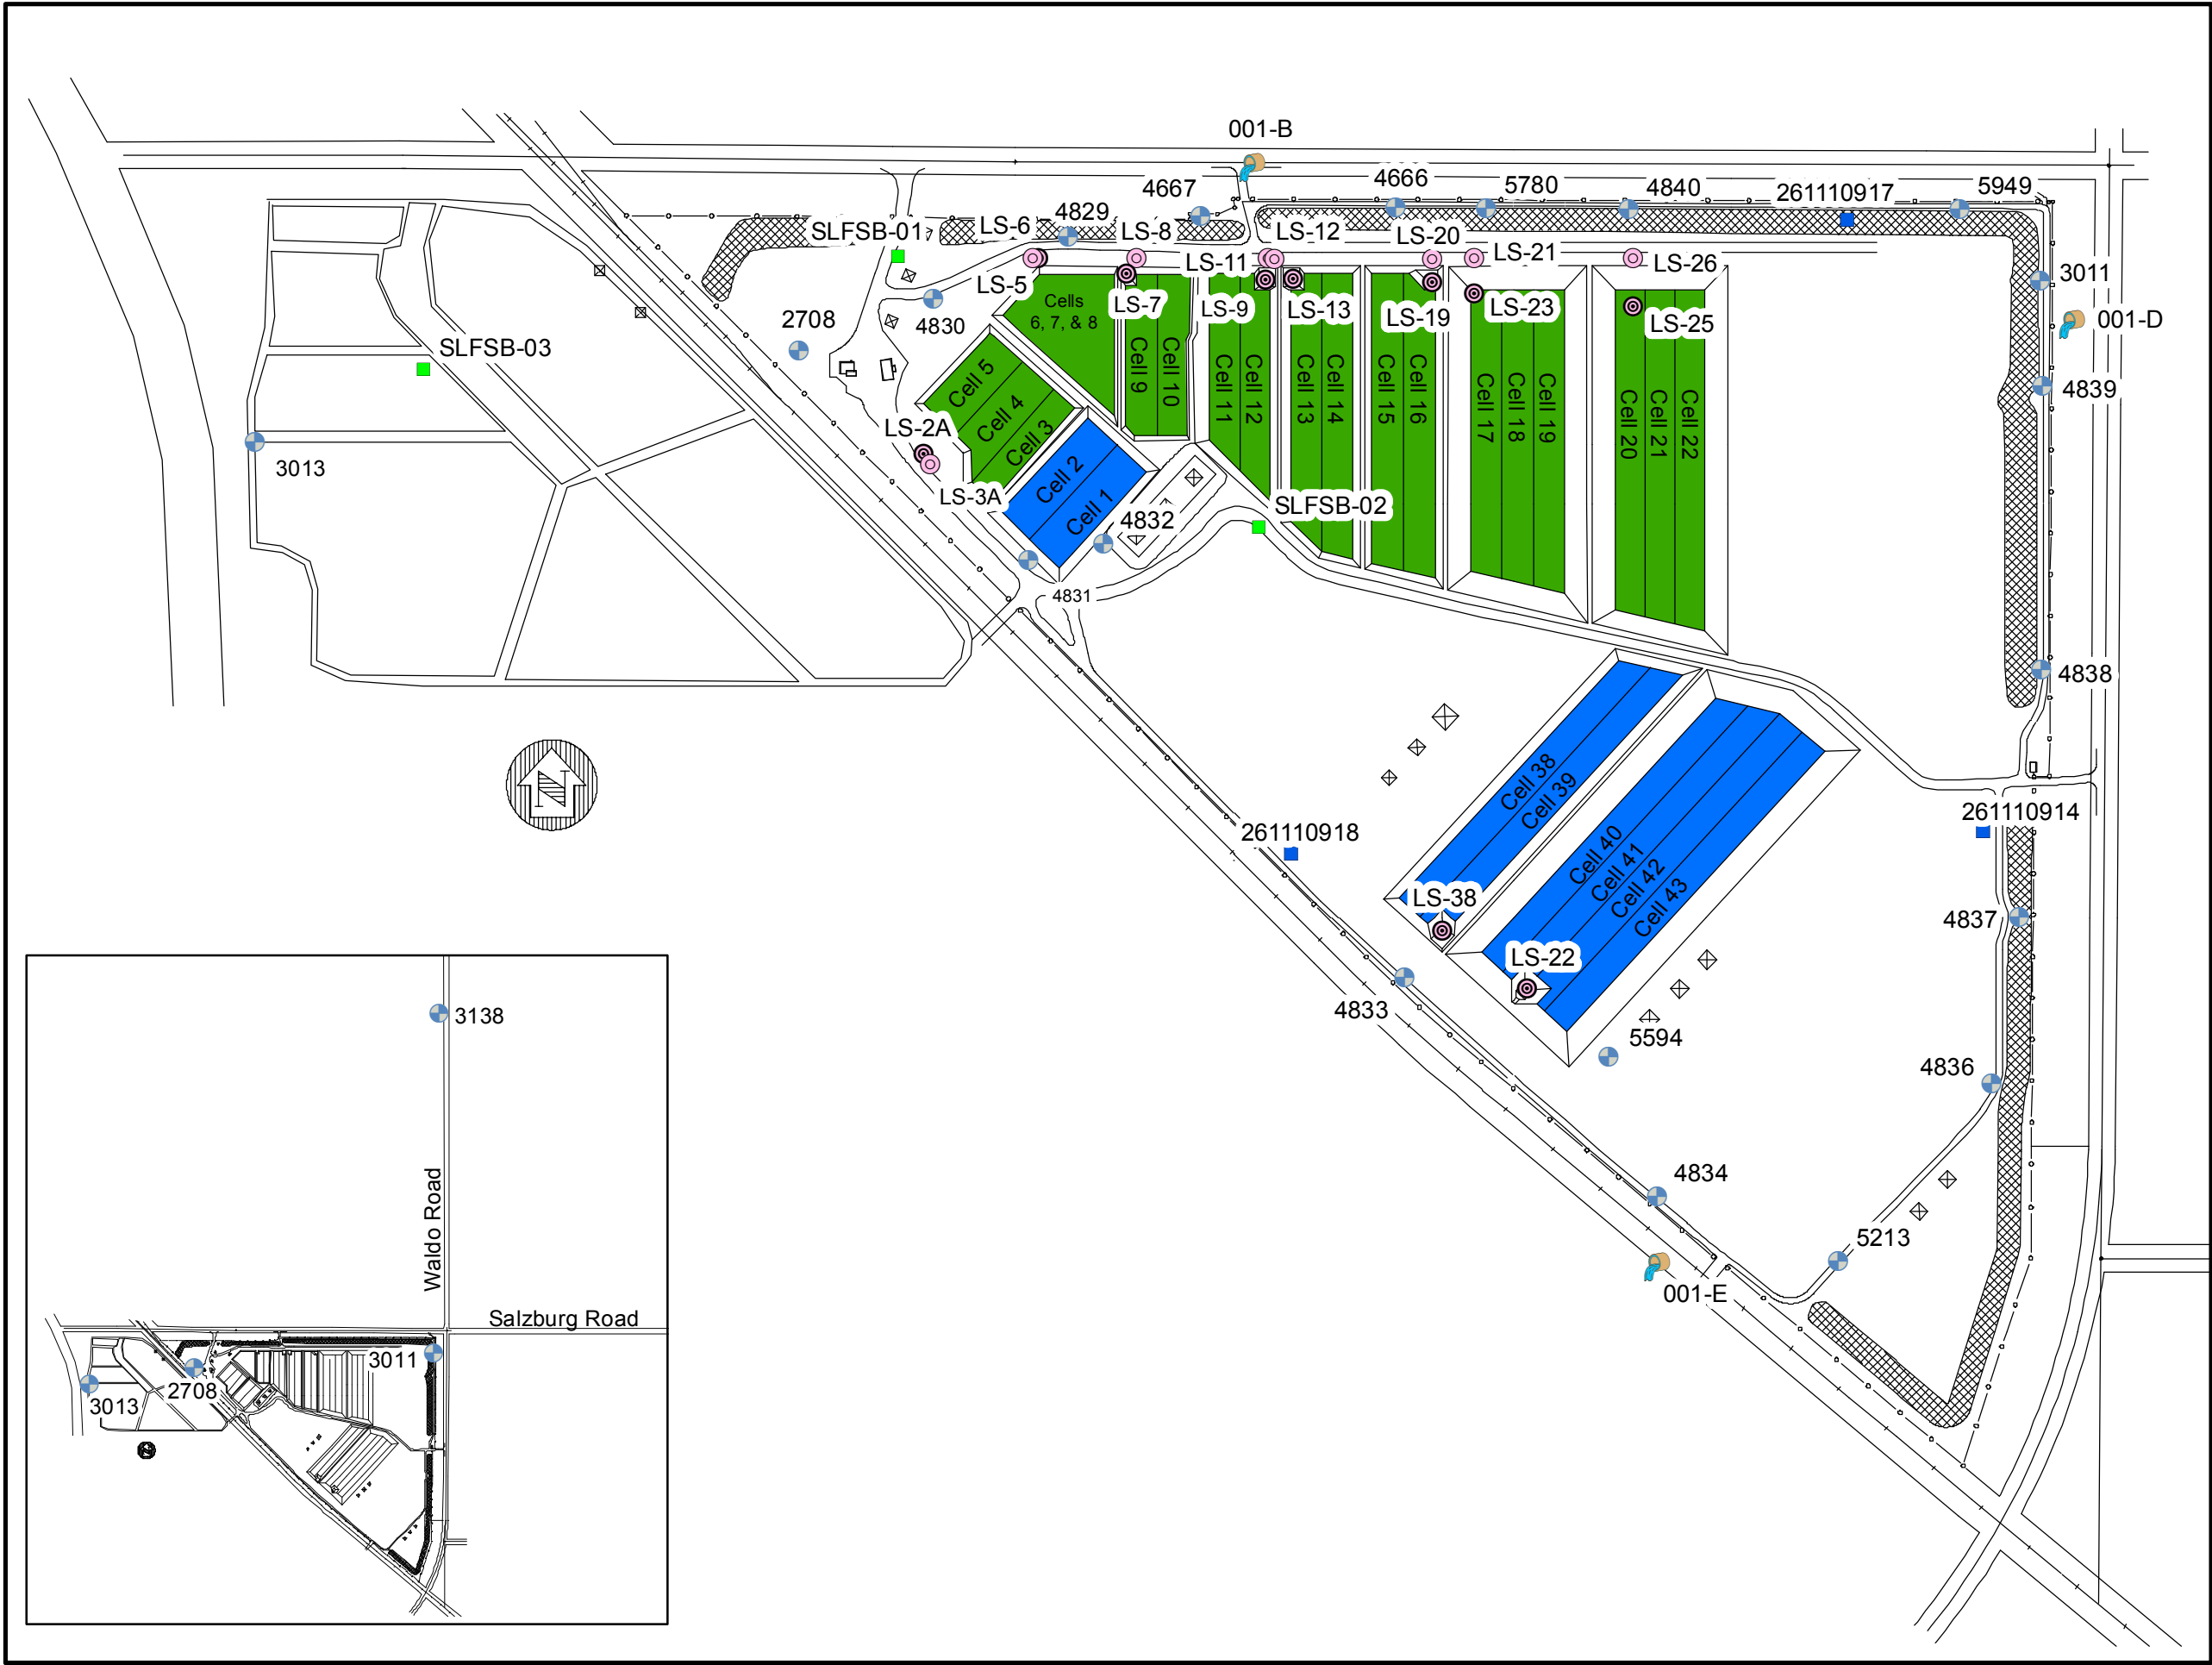 001-B
4667
4666
5780
4840
261110917
5949
SLFSB-01
LS-6
4829
LS-8
LS-12
LS-20
LS-21
LS-26
LS-11
LS-5
LS-7
LS-9
LS-13
LS-19
LS-23
LS-25
3011
001-D
2708
4830
Cells
6, 7, & 8
SLFSB-03
Cell 5
Cell 4
Cell 3
Cell 9
Cell 10
Cell 11
Cell 12
Cell 13
Cell 14
Cell 15
Cell 16
Cell 17
Cell 18
Cell 19
Cell 20
Cell 21
Cell 22
4839
LS-2A
3013
LS-3A
Cell 2
Cell 1
4832
SLFSB-02
4831
4838
N
Cell 38
Cell 39
261110918
261110914
Cell 40
Cell 41
Cell 42
Cell 43
LS-38
4837
LS-22
4833
5594
4836
4834
5213
001-E
3138
Waldo Road
Salzburg Road
3011
2708
3013